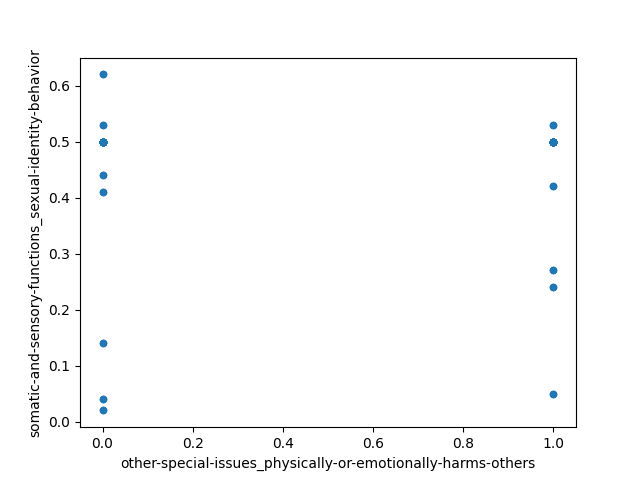 somatic-and-sensory-functions_sexual-identity-behavior
0.6
0.5
0.4
0.3
0.2
0.1
0.0
0.0 0.2 0.4 0.6 0.8 1.0
other-special-issues_physically-or-emotionally-harms-others